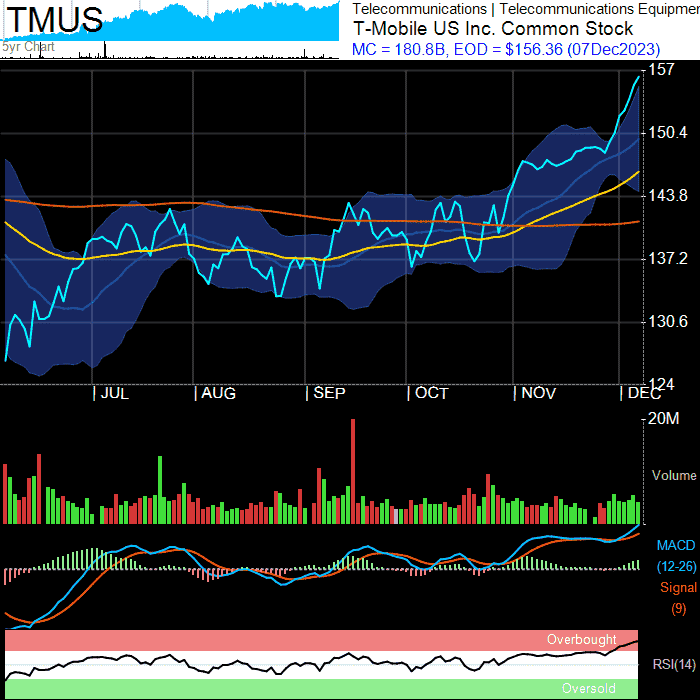 TMUS
5yr Chart
Telecommunications | Telecommunications Equipmen
T-Mobile US Inc. Common Stock
MC = 180.8B, EOD = $156.36 (07Dec2023)
157
150.4
143.8
137.2
130.6
124
| JUL | AUG | SEP | OCT | NOV | DEC
20M
Volume
MACD
(12-26)
Signal
(9)
Overbought
RSI(14)
Oversold